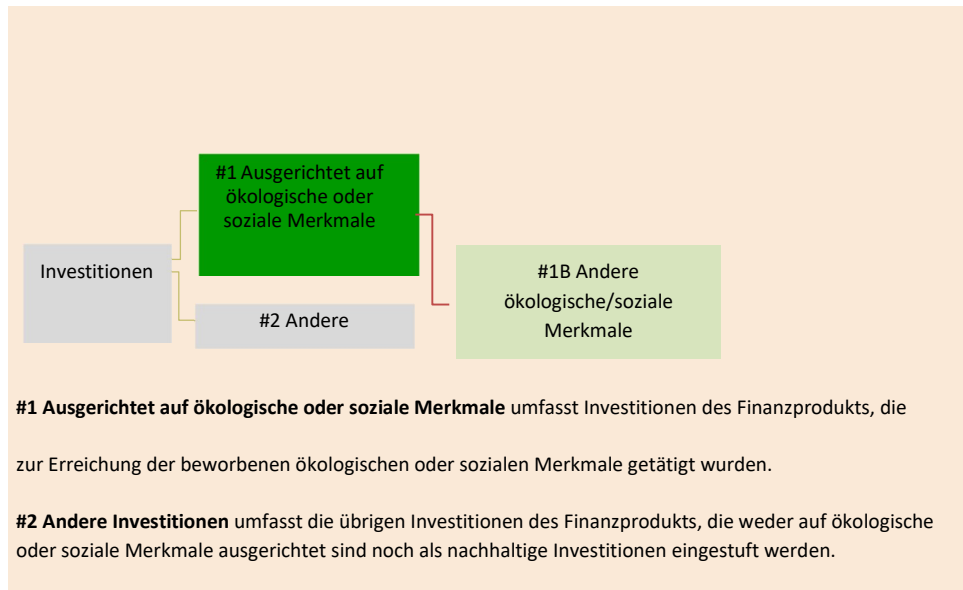 #1 Ausgerichtet auf
ökologische oder
soziale Merkmale
Investitionen
#2 Andere
#1B Andere
ökologische/soziale
Merkmale
#1 Ausgerichtet auf ökologische oder soziale Merkmale umfasst Investitionen des Finanzprodukts, die
zur Erreichung der beworbenen ökologischen oder sozialen Merkmale getätigt wurden.
#2 Andere Investitionen umfasst die übrigen Investitionen des Finanzprodukts, die weder auf ökologische
oder soziale Merkmale ausgerichtet sind noch als nachhaltige Investitionen eingestuft werden.